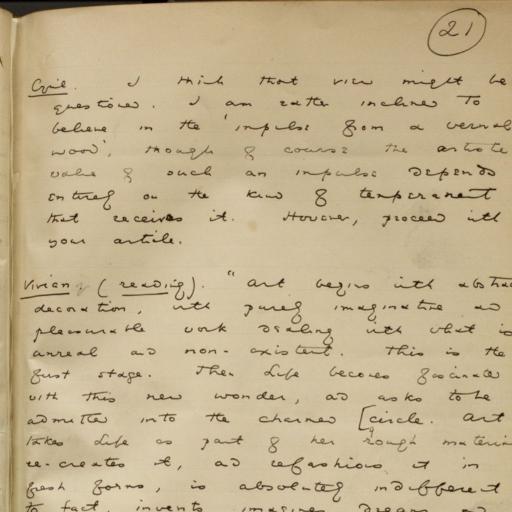 21
Cyril. I think that view might be
questioned. I am rather inclined to
believe in the 'impulse from a vernal
wood', though of course the artistic
value of such an impulse depends
entirely on the kind of temperament
that receives it. However, proceed with
your article.
Vivian. (reading). "Art begins with abstrac
decoration, with purely imaginative and
pleasurable work dealing with what is
unreal and non-existent. This is the
first stage. Then Life becomes fascinated
with this new wonder, and asks to be
admitted into the charmed [circle. Art
takes Life as part of her rough material
re-creates it, and refashions it in
fresh forms, is absolutely indifferent
to fact, invents, imagines, dreams, and